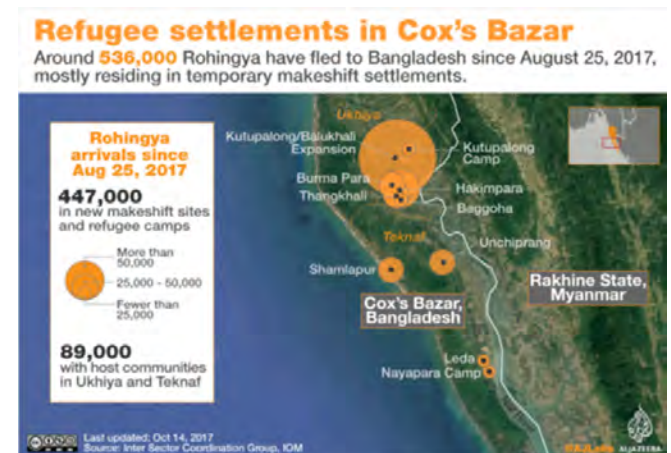 Refugee settlements in Cox's Bazar
Around 536,000 Rohingya have fled to Bangladesh since August 25, 2017,
mostly residing in temporary makeshift settlements.
Rohingya
arrivals since
Aug 25, 2017
447,000
in new makeshift sites
and refugee camps
More than
50,000
25,000 - 50,000
Fewer than
25,000
89,000
with host communities
in Ukhiya and Teknaf
Ukhiya
Kutupalong/Balukhali
Expansion
Kutupalong
Camp
Burma Para
Thangkhali
Hakimpara
Baggoha
Teknaf
Unchiprang
Shamlapur
Cox's Bazar,
Bangladesh
Rakhine State,
Myanmar
Leda
Nayapara Camp
Last updated: Oct 14, 2017
Source: Inter Sector Coordination Group, IOM
ALJAZEERA